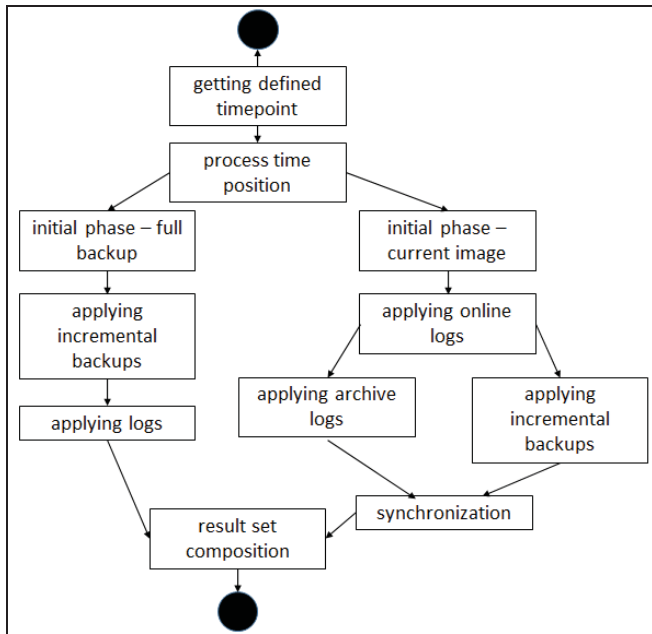 getting defined
timepoint
process time
position
initial phase – full
backup
initial phase –
current image
applying
incremental
backups
applying online
logs
applying archive
logs
applying
incremental
backups
applying logs
synchronization
result set
composition